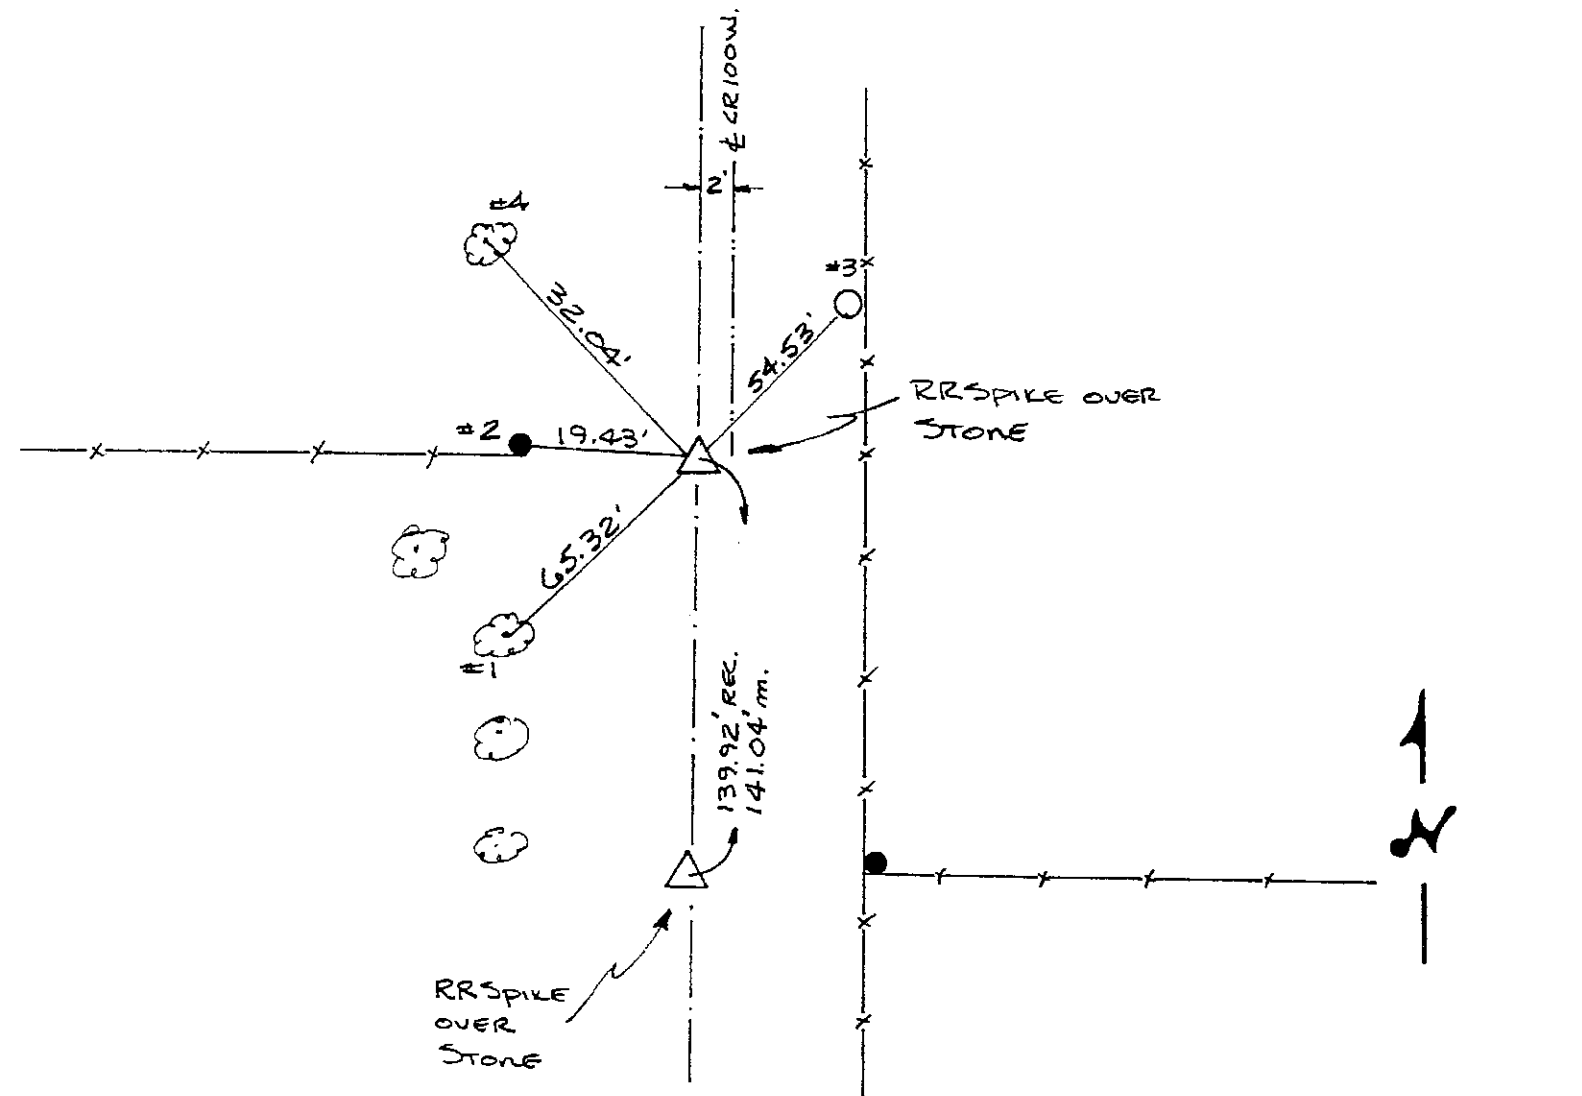 ℄ CR100W.
2'
#4
#3
32.04'
54.53'
RRSPIKE OVER
STONE
#2
19.43'
65.32'
#1
139.92' REC.
141.04' m.
N
RRSPIKE
OVER
STONE